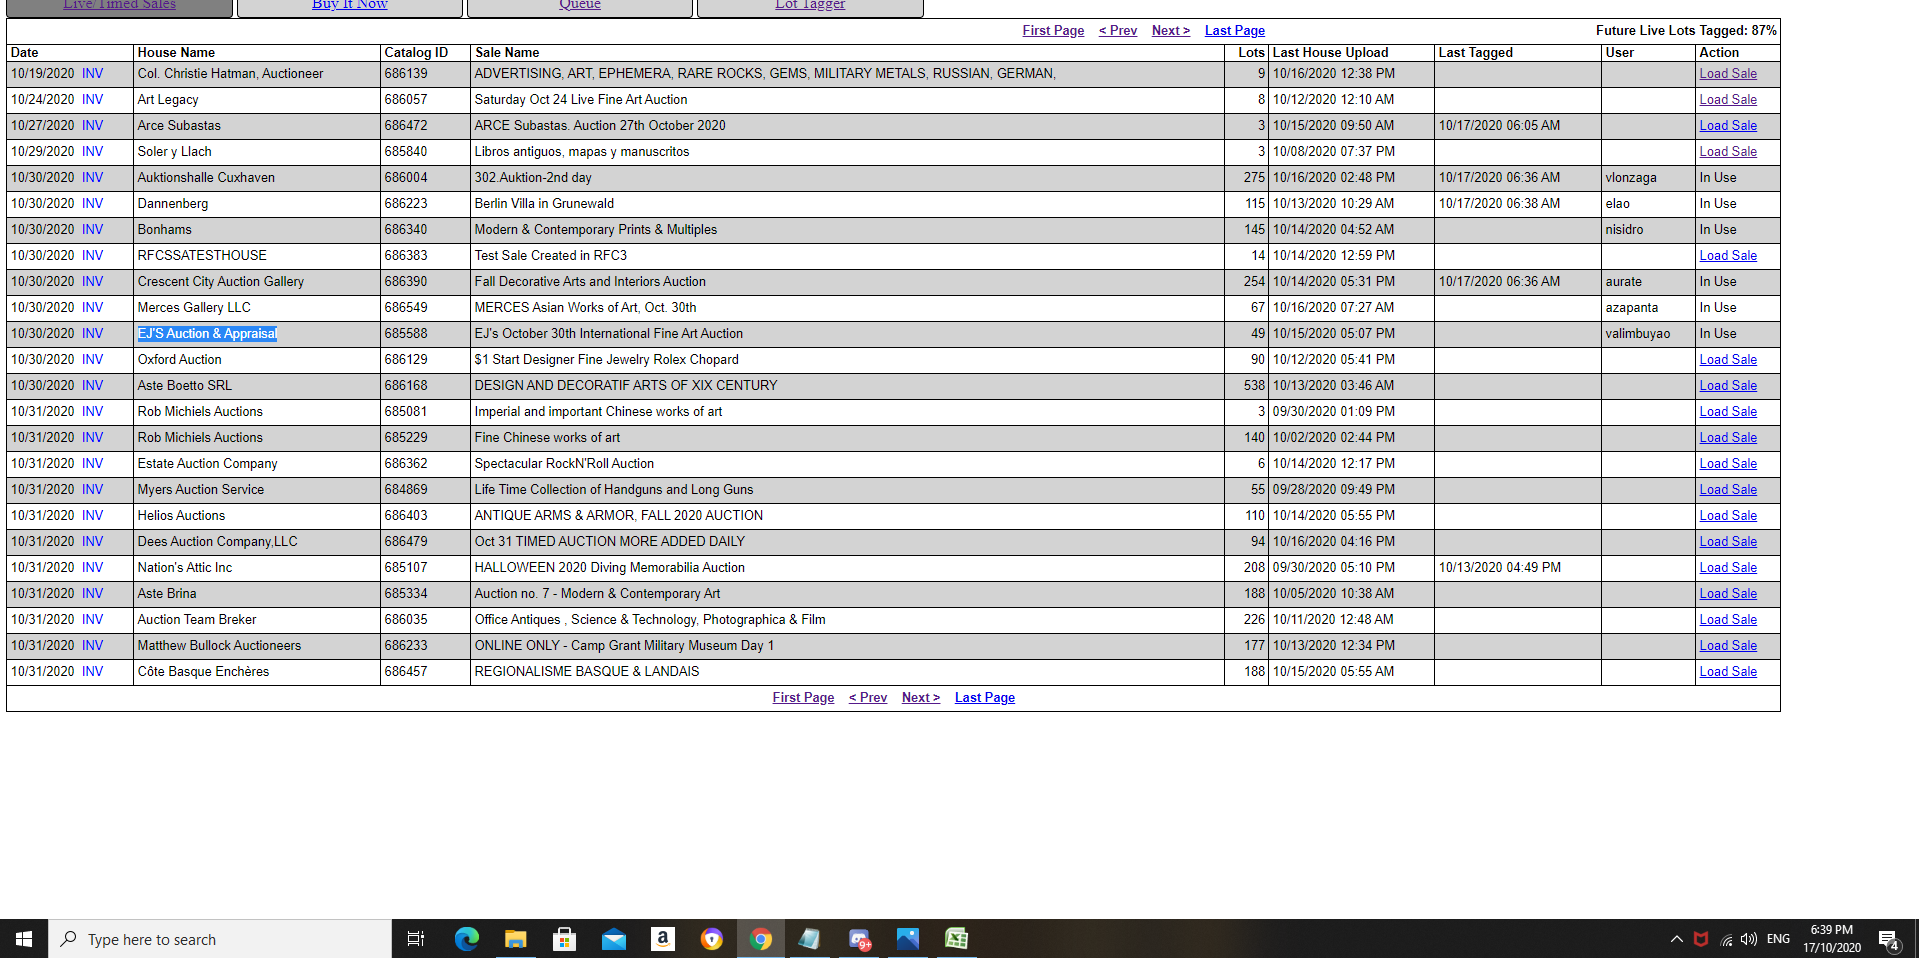 Live/Timed Sales Buy It Now Queue Lot Tagger
First Page < Prev Next > Last Page Future Live Lots Tagged: 87%
Date House Name Catalog ID Sale Name Lots Last House Upload Last Tagged User Action
10/19/2020 INV Col. Christie Hatman, Auctioneer 686139 ADVERTISING, ART, EPHEMERA, RARE ROCKS, GEMS, MILITARY METALS, RUSSIAN, GERMAN, 9 10/16/2020 12:38 PM Load Sale
10/24/2020 INV Art Legacy 686057 Saturday Oct 24 Live Fine Art Auction 8 10/12/2020 12:10 AM Load Sale
10/27/2020 INV Arce Subastas 686472 ARCE Subastas. Auction 27th October 2020 3 10/15/2020 09:50 AM 10/17/2020 06:05 AM Load Sale
10/29/2020 INV Soler y Llach 685840 Libros antiguos, mapas y manuscritos 3 10/08/2020 07:37 PM Load Sale
10/30/2020 INV Auktionshalle Cuxhaven 686004 302.Auktion-2nd day 275 10/16/2020 02:48 PM 10/17/2020 06:36 AM vlonzaga In Use
10/30/2020 INV Dannenberg 686223 Berlin Villa in Grunewald 115 10/13/2020 10:29 AM 10/17/2020 06:38 AM elao In Use
10/30/2020 INV Bonhams 686340 Modern & Contemporary Prints & Multiples 145 10/14/2020 04:52 AM nisidro In Use
10/30/2020 INV RFCSSATESTHOUSE 686383 Test Sale Created in RFC3 14 10/14/2020 12:59 PM Load Sale
10/30/2020 INV Crescent City Auction Gallery 686390 Fall Decorative Arts and Interiors Auction 254 10/14/2020 05:31 PM 10/17/2020 06:36 AM aurate In Use
10/30/2020 INV Merces Gallery LLC 686549 MERCES Asian Works of Art, Oct. 30th 67 10/16/2020 07:27 AM azapanta In Use
10/30/2020 INV EJ'S Auction & Appraisal 685588 EJ's October 30th International Fine Art Auction 49 10/15/2020 05:07 PM valimbuyao In Use
10/30/2020 INV Oxford Auction 686129 $1 Start Designer Fine Jewelry Rolex Chopard 90 10/12/2020 05:41 PM Load Sale
10/30/2020 INV Aste Boetto SRL 686168 DESIGN AND DECORATIF ARTS OF XIX CENTURY 538 10/13/2020 03:46 AM Load Sale
10/31/2020 INV Rob Michiels Auctions 685081 Imperial and important Chinese works of art 3 09/30/2020 01:09 PM Load Sale
10/31/2020 INV Rob Michiels Auctions 685229 Fine Chinese works of art 140 10/02/2020 02:44 PM Load Sale
10/31/2020 INV Estate Auction Company 686362 Spectacular RockN'Roll Auction 6 10/14/2020 12:17 PM Load Sale
10/31/2020 INV Myers Auction Service 684869 Life Time Collection of Handguns and Long Guns 55 09/28/2020 09:49 PM Load Sale
10/31/2020 INV Helios Auctions 686403 ANTIQUE ARMS & ARMOR, FALL 2020 AUCTION 110 10/14/2020 05:55 PM Load Sale
10/31/2020 INV Dees Auction Company,LLC 686479 Oct 31 TIMED AUCTION MORE ADDED DAILY 94 10/16/2020 04:16 PM Load Sale
10/31/2020 INV Nation's Attic Inc 685107 HALLOWEEN 2020 Diving Memorabilia Auction 208 09/30/2020 05:10 PM 10/13/2020 04:49 PM Load Sale
10/31/2020 INV Aste Brina 685334 Auction no. 7 - Modern & Contemporary Art 188 10/05/2020 10:38 AM Load Sale
10/31/2020 INV Auction Team Breker 686035 Office Antiques , Science & Technology, Photographica & Film 226 10/11/2020 12:48 AM Load Sale
10/31/2020 INV Matthew Bullock Auctioneers 686233 ONLINE ONLY - Camp Grant Military Museum Day 1 177 10/13/2020 12:34 PM Load Sale
10/31/2020 INV Côte Basque Enchères 686457 REGIONALISME BASQUE & LANDAIS 188 10/15/2020 05:55 AM Load Sale
First Page < Prev Next > Last Page
Type here to search a 9+ ENG 6:39 PM
17/10/2020 4